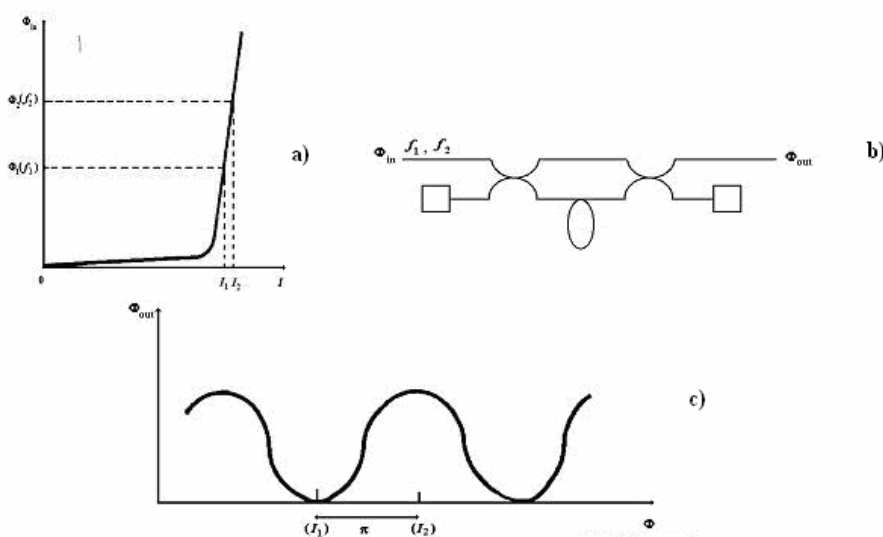 Φin
Φ2(f2)
a)
Φ1(f1)
0
I1 I2 I
Φin f1 , f2
Φout
b)
Φout
c)
(I1) π (I2)
Φ